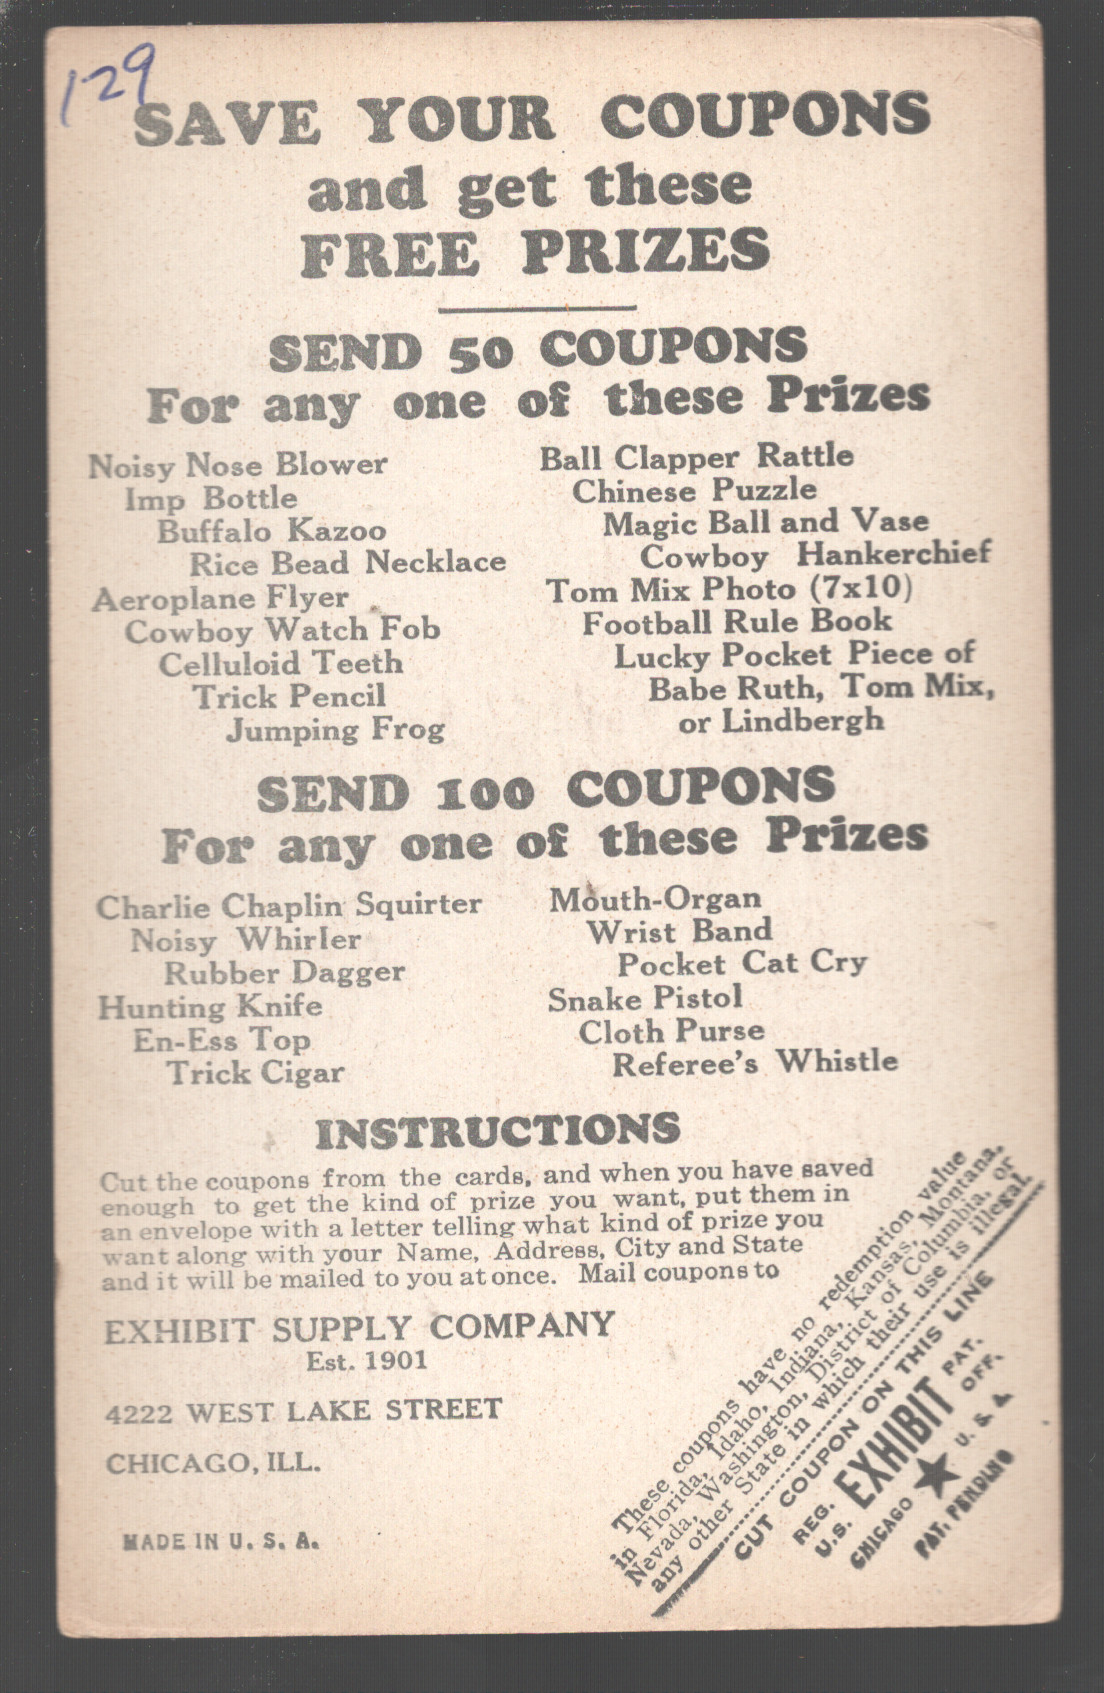 129
SAVE YOUR COUPONS
and get these
FREE PRIZES
SEND 50 COUPONS
For any one of these Prizes
Noisy Nose Blower
Imp Bottle
Buffalo Kazoo
Rice Bead Necklace
Aeroplane Flyer
Cowboy Watch Fob
Celluloid Teeth
Trick Pencil
Jumping Frog
Ball Clapper Rattle
Chinese Puzzle
Magic Ball and Vase
Cowboy Hankerchief
Tom Mix Photo (7x10)
Football Rule Book
Lucky Pocket Piece of
Babe Ruth, Tom Mix,
or Lindbergh
SEND 100 COUPONS
For any one of these Prizes
Charlie Chaplin Squirter
Noisy Whirler
Rubber Dagger
Hunting Knife
En-Ess Top
Trick Cigar
Mouth-Organ
Wrist Band
Pocket Cat Cry
Snake Pistol
Cloth Purse
Referee's Whistle
INSTRUCTIONS
Cut the coupons from the cards, and when you have saved
enough to get the kind of prize you want, put them in
an envelope with a letter telling what kind of prize you
want along with your Name, Address, City and State
and it will be mailed to you at once. Mail coupons to
EXHIBIT SUPPLY COMPANY
Est. 1901
4222 WEST LAKE STREET
CHICAGO, ILL.
MADE IN U. S. A.
These coupons have no redemption value
in Florida, Idaho, Indiana, Kansas, Montana,
Nevada, Washington, District of Columbia, or
any other State in which their use is illegal.
CUT COUPON ON THIS LINE
REG. EXHIBIT PAT.
U.S. OFF.
CHICAGO U. S. A
PAT. PENDING